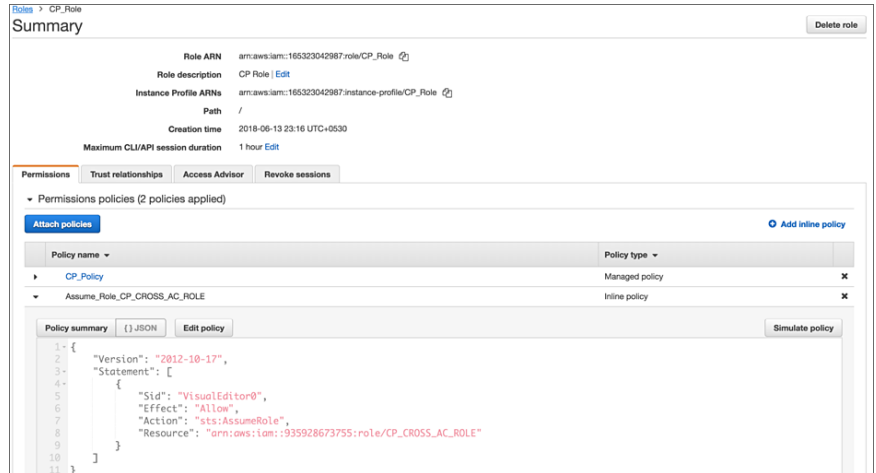 Roles > CP_Role
Summary
Delete role
Role ARN arn:aws:iam::165323042987:role/CP_Role
Role description CP Role | Edit
Instance Profile ARNs arn:aws:iam::165323042987:instance-profile/CP_Role
Path /
Creation time 2018-06-13 23:16 UTC+0530
Maximum CLI/API session duration 1 hour Edit
Permissions Trust relationships Access Advisor Revoke sessions
Permissions policies (2 policies applied)
Attach policies Add inline policy
Policy name Policy type
CP_Policy Managed policy
Assume_Role_CP_CROSS_AC_ROLE Inline policy
Policy summary {} JSON Edit policy Simulate policy
1 {
2 "Version": "2012-10-17",
3 "Statement": [
4 {
5 "Sid": "VisualEditor0",
6 "Effect": "Allow",
7 "Action": "sts:AssumeRole",
8 "Resource": "arn:aws:iam::935928673755:role/CP_CROSS_AC_ROLE"
9 }
10 ]
11 }